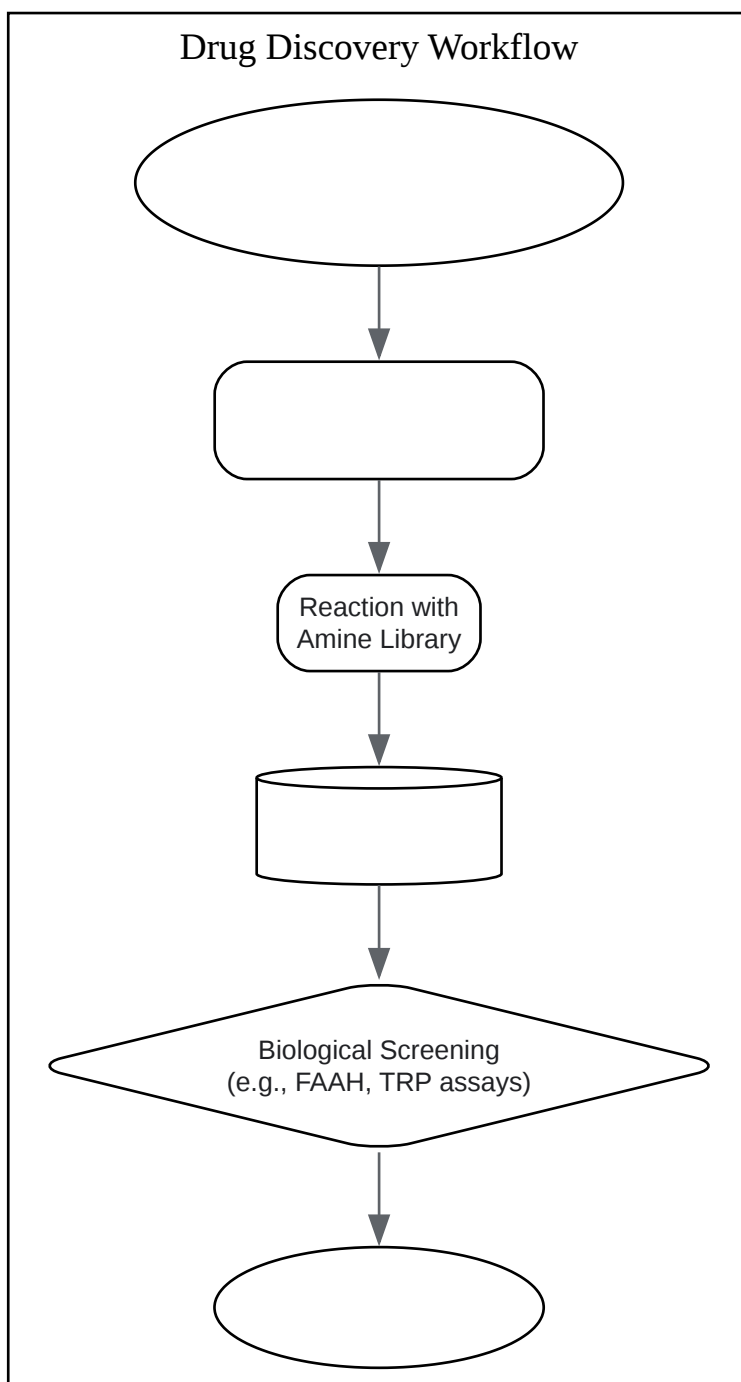 Drug Discovery Workflow
Reaction with
Amine Library
Biological Screening
(e.g., FAAH, TRP assays)